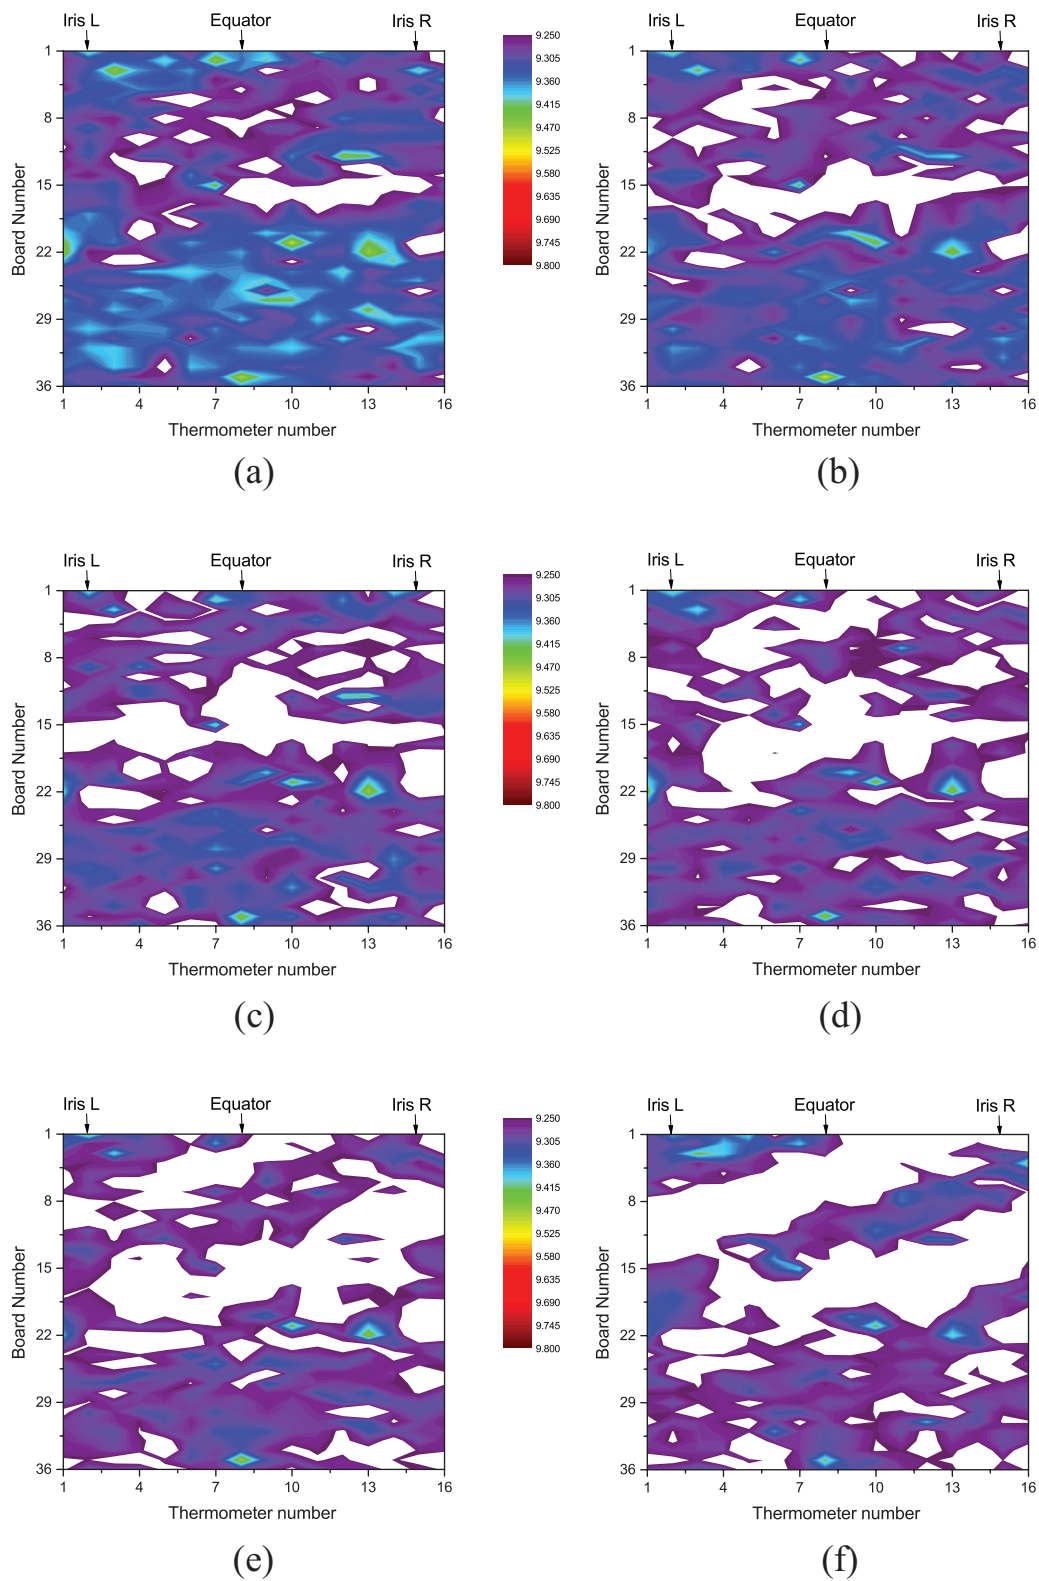 Iris L Equator Iris R
1
8
15
22
29
36
Board Number
1 4 7 10 13 16
Thermometer number
(a)
9.250
9.305
9.360
9.415
9.470
9.525
9.580
9.635
9.690
9.745
9.800
Iris L Equator Iris R
1
8
15
22
29
36
Board Number
1 4 7 10 13 16
Thermometer number
(b)
Iris L Equator Iris R
1
8
15
22
29
36
Board Number
1 4 7 10 13 16
Thermometer number
(c)
9.250
9.305
9.360
9.415
9.470
9.525
9.580
9.635
9.690
9.745
9.800
Iris L Equator Iris R
1
8
15
22
29
36
Board Number
1 4 7 10 13 16
Thermometer number
(d)
Iris L Equator Iris R
1
8
15
22
29
36
Board Number
1 4 7 10 13 16
Thermometer number
(e)
9.250
9.305
9.360
9.415
9.470
9.525
9.580
9.635
9.690
9.745
9.800
Iris L Equator Iris R
1
8
15
22
29
36
Board Number
1 4 7 10 13 16
Thermometer number
(f)